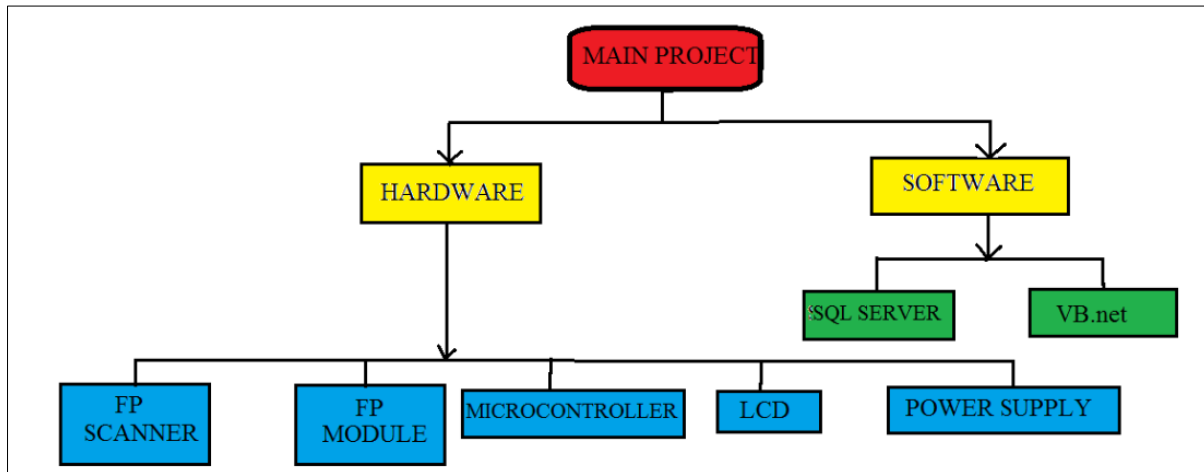 MAIN PROJECT
HARDWARE
SOFTWARE
SQL SERVER
VB.net
FP
SCANNER
FP
MODULE
MICROCONTROLLER
LCD
POWER SUPPLY